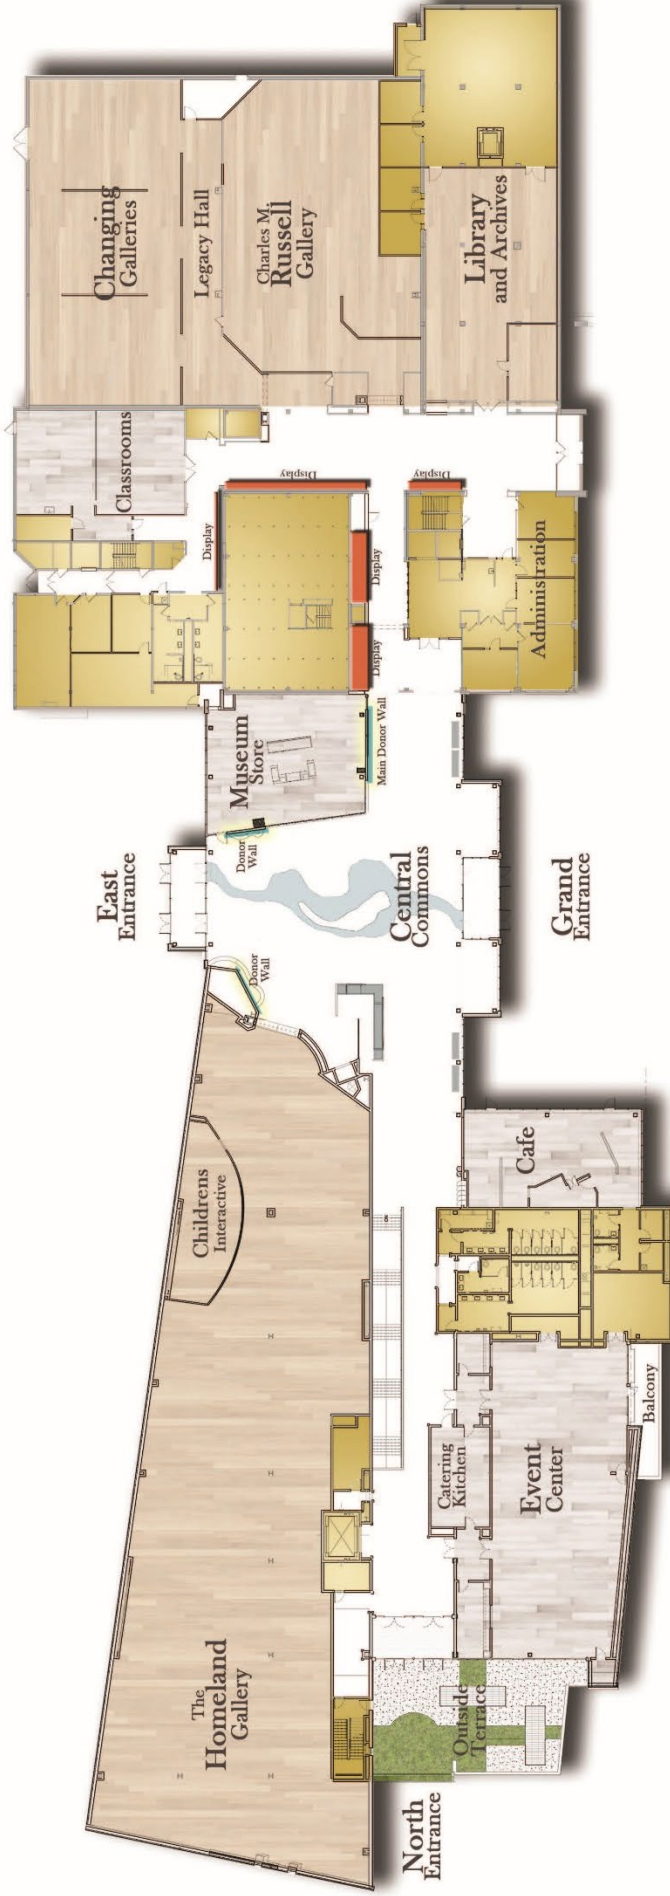 Changing
Galleries
Legacy Hall
Charles M.
Russell
Gallery
Library
and Archives
Classrooms
Display
Display
Display
Display
Display
Administration
Museum
Store
Main Donor Wall
Donor
Wall
East
Entrance
Central
Commons
Grand
Entrance
Donor
Wall
Childrens
Interactive
Cafe
Catering
Kitchen
Event
Center
Balcony
The
Homeland
Gallery
Outside
Terrace
North
Entrance